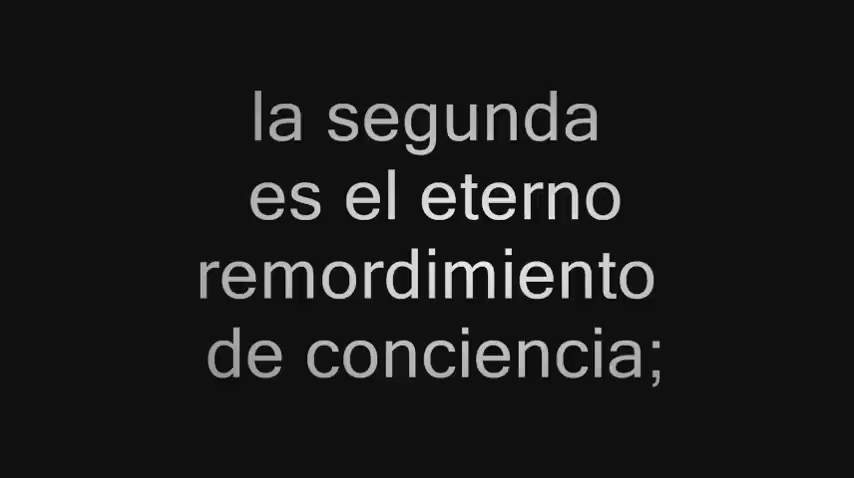 la segunda
es el eterno
remordimiento
de conciencia;